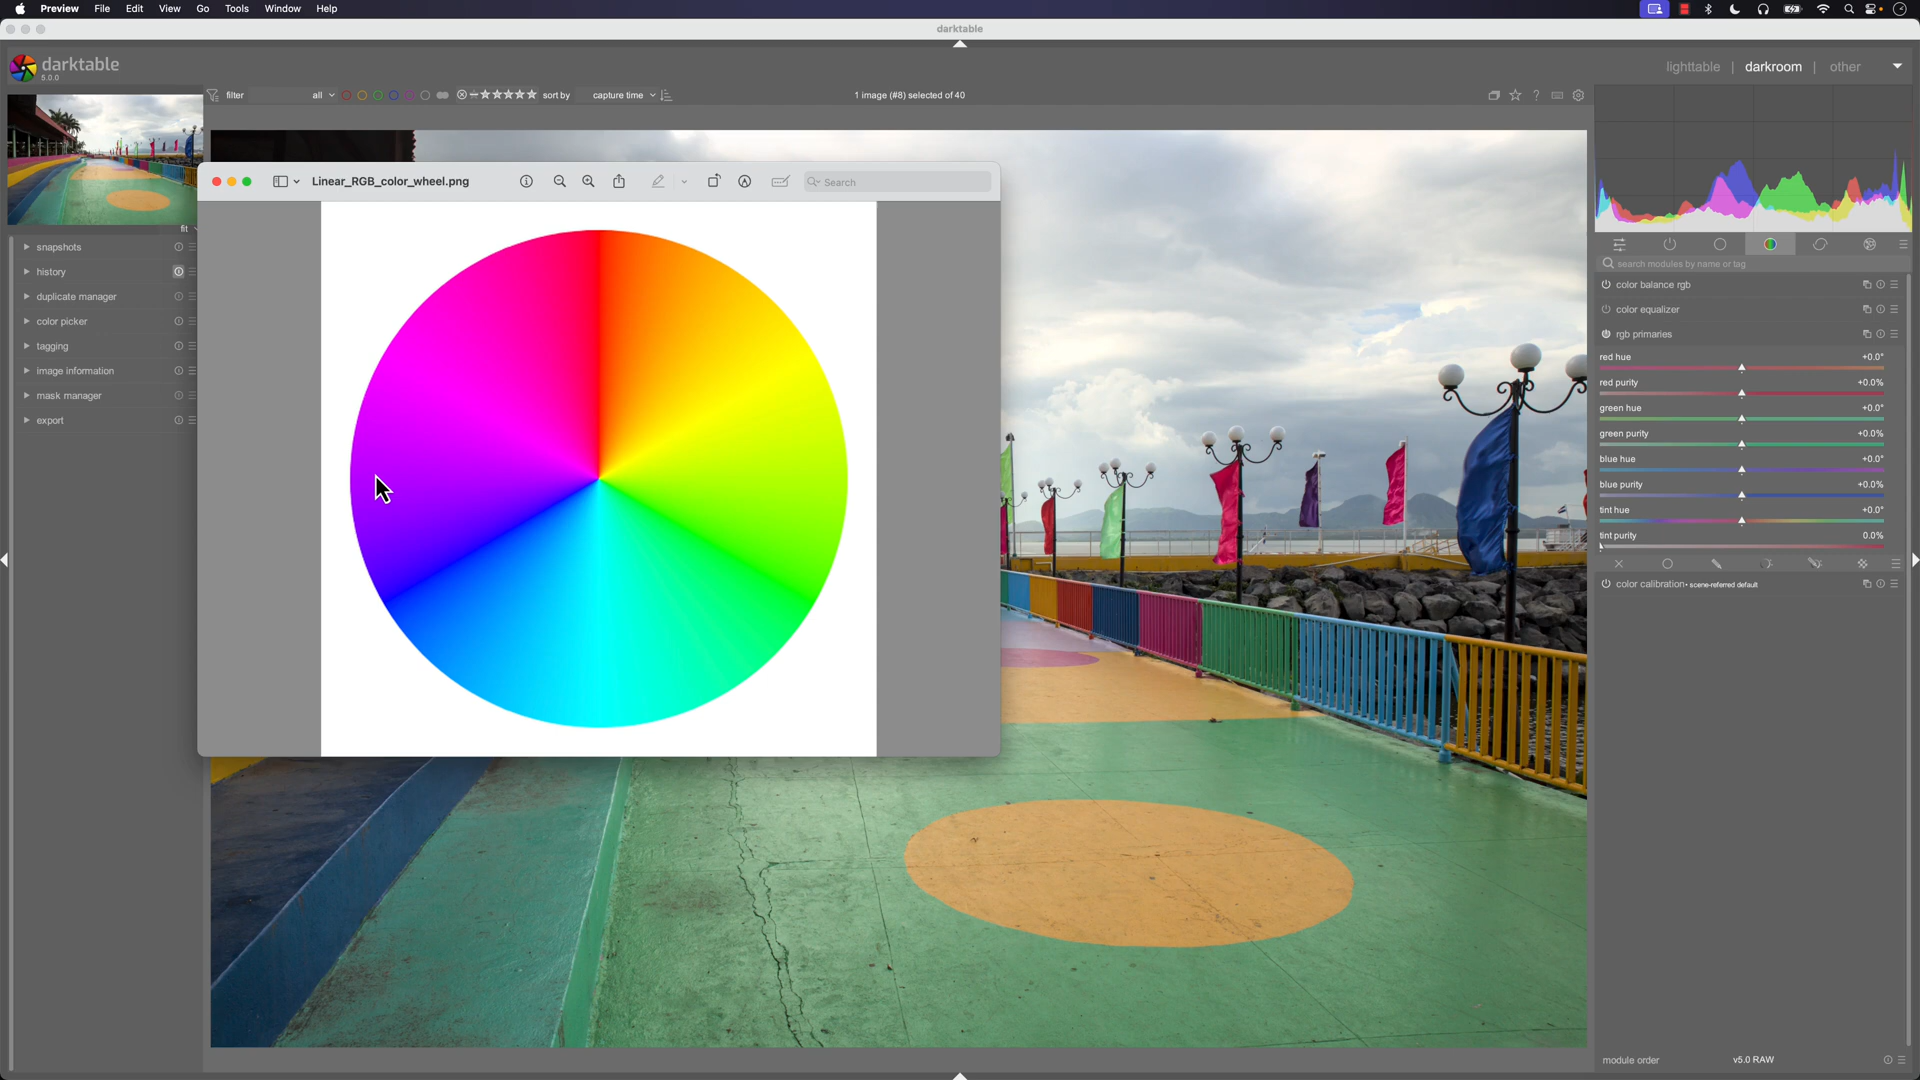 Preview File Edit View Go Tools Window Help
darktable
darktable
5.0.0
lighttable | darkroom | other
filter all sort by capture time
1 image (#8) selected of 40
fit
snapshots
history
duplicate manager
color picker
tagging
image information
mask manager
export
Linear_RGB_color_wheel.png
Search
search modules by name or tag
color balance rgb
color equalizer
rgb primaries
red hue +0.0°
red purity +0.0%
green hue +0.0°
green purity +0.0%
blue hue +0.0°
blue purity +0.0%
tint hue +0.0°
tint purity 0.0%
color calibration • scene-referred default
module order v5.0 RAW